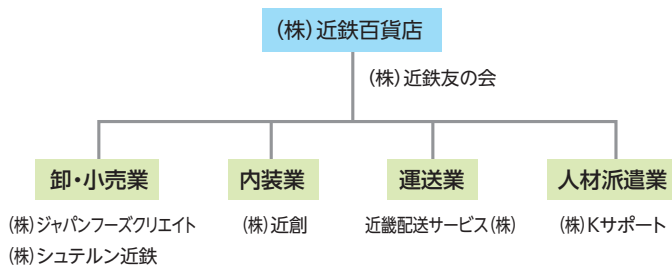 (株)近鉄百貨店
(株)近鉄友の会
卸・小売業
(株)ジャパンフーズクリエイト
(株)シュテルン近鉄
内装業
(株)近創
運送業
近畿配送サービス(株)
人材派遣業
(株)Kサポート